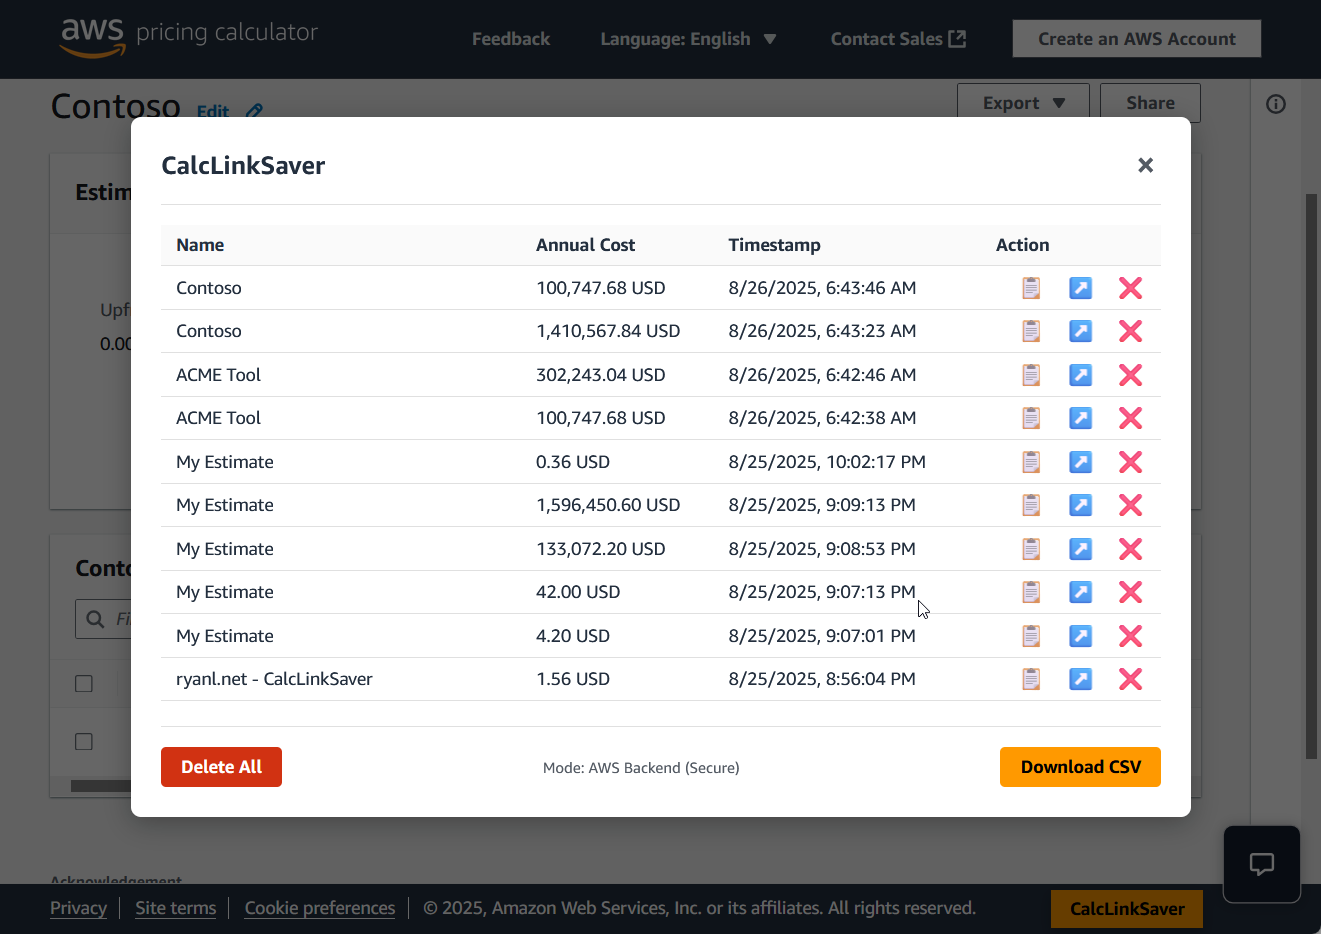 aws pricing calculator
Feedback
Language: English
Contact Sales
Create an AWS Account
Contoso
Edit
Export
Share
CalcLinkSaver
Name Annual Cost Timestamp Action
Contoso 100,747.68 USD 8/26/2025, 6:43:46 AM
Contoso 1,410,567.84 USD 8/26/2025, 6:43:23 AM
ACME Tool 302,243.04 USD 8/26/2025, 6:42:46 AM
ACME Tool 100,747.68 USD 8/26/2025, 6:42:38 AM
My Estimate 0.36 USD 8/25/2025, 10:02:17 PM
My Estimate 1,596,450.60 USD 8/25/2025, 9:09:13 PM
My Estimate 133,072.20 USD 8/25/2025, 9:08:53 PM
My Estimate 42.00 USD 8/25/2025, 9:07:13 PM
My Estimate 4.20 USD 8/25/2025, 9:07:01 PM
ryanl.net - CalcLinkSaver 1.56 USD 8/25/2025, 8:56:04 PM
Delete All
Mode: AWS Backend (Secure)
Download CSV
Estim
Upf
0.00
Conto
Fi
Acknowledgement
Privacy
Site terms
Cookie preferences
© 2025, Amazon Web Services, Inc. or its affiliates. All rights reserved.
CalcLinkSaver